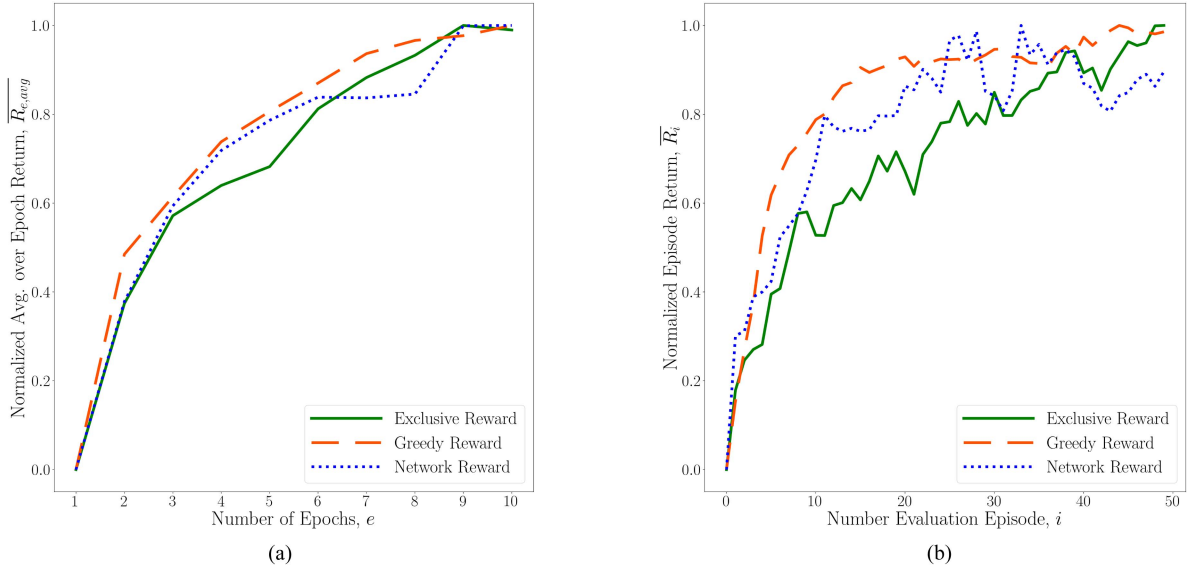 Normalized Avg. over Epoch Return, R_{e,avg}
1.0
0.8
0.6
0.4
0.2
0.0
1 2 3 4 5 6 7 8 9 10
Number of Epochs, e
Exclusive Reward
Greedy Reward
Network Reward
(a)
Normalized Episode Return, R_i
1.0
0.8
0.6
0.4
0.2
0.0
0 10 20 30 40 50
Number Evaluation Episode, i
Exclusive Reward
Greedy Reward
Network Reward
(b)